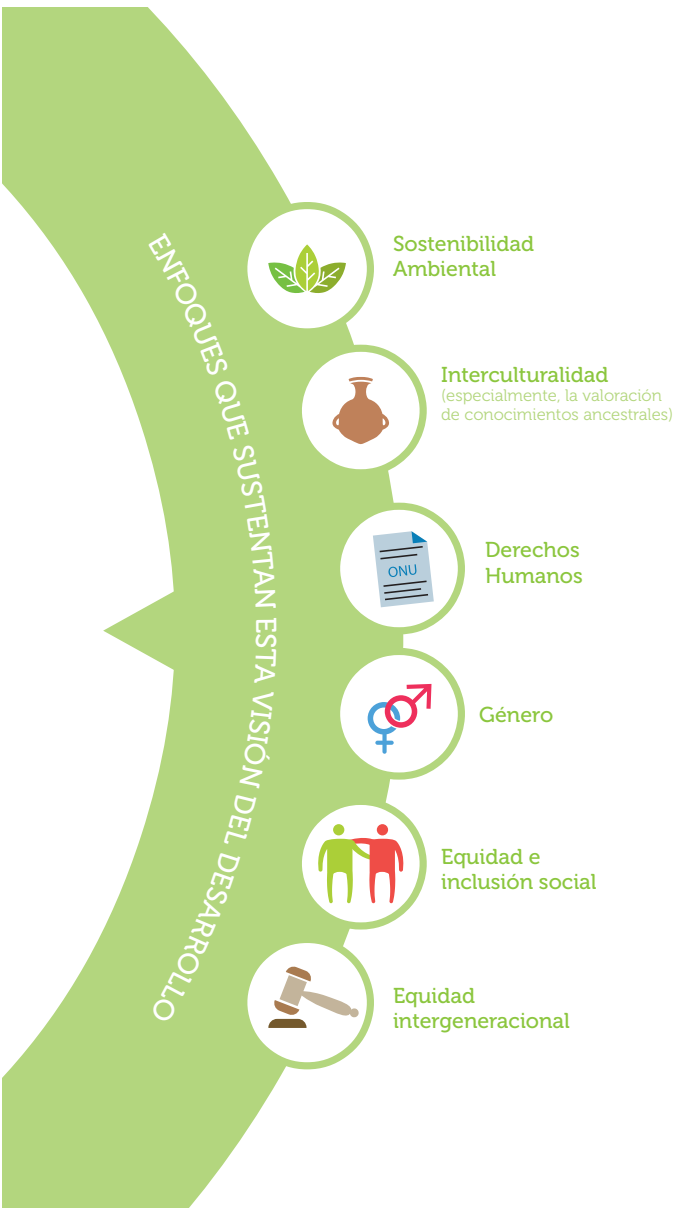 ENFOQUES QUE SUSTENTAN ESTA VISIÓN DEL DESARROLLO
Sostenibilidad
Ambiental
Interculturalidad
(especialmente, la valoración
de conocimientos ancestrales)
ONU
Derechos
Humanos
Género
Equidad e
inclusión social
Equidad
intergeneracional